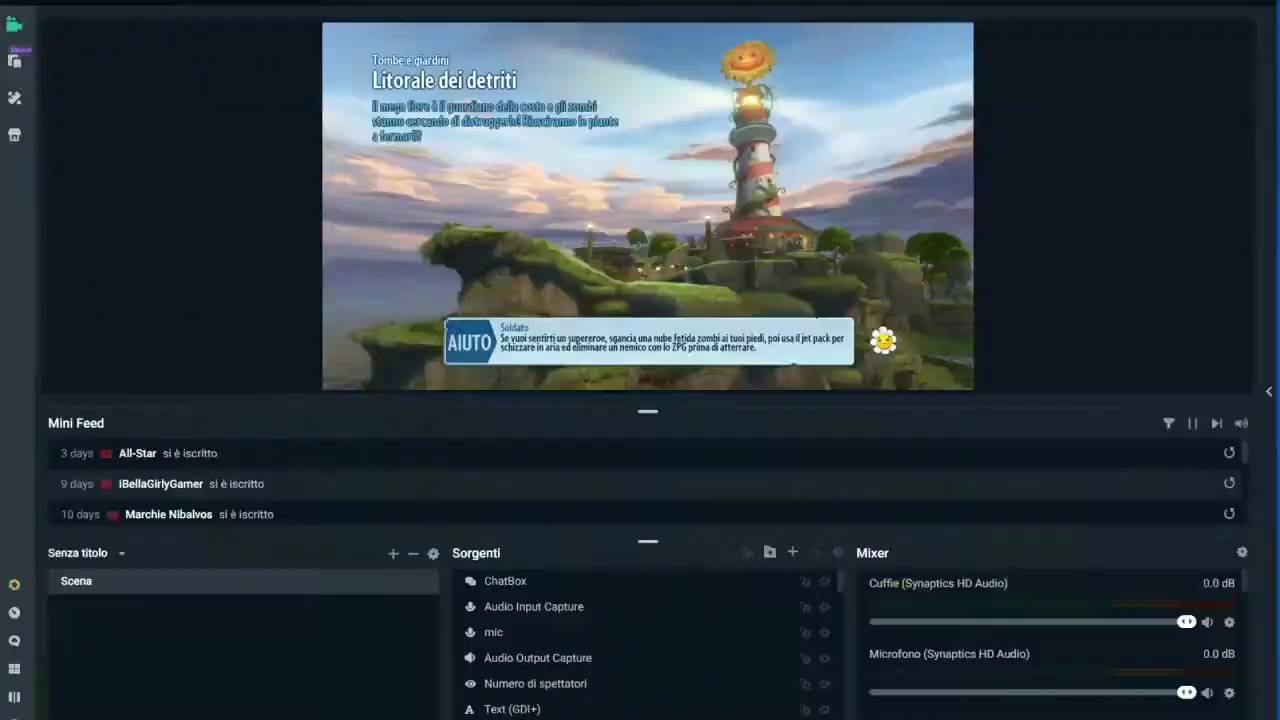 Tombe e giardini
Litorale dei detriti
Il mega fiore è il guardiano della costa e gli zombi
stanno cercando di distruggerlo! Riusciranno le piante
a fermarli?
AIUTO
Soldato
Se vuoi sentirti un supereroe, sgancia una nube fetida zombi ai tuoi piedi, poi usa il jet pack per
schizzare in aria ed eliminare un nemico con lo ZPG prima di atterrare.
Mini Feed
3 days All-Star si è iscritto
9 days iBellaGirlyGamer si è iscritto
10 days Marchie Nibalvos si è iscritto
Senza titolo
Scena
Sorgenti
ChatBox
Audio Input Capture
mic
Audio Output Capture
Numero di spettatori
Text (GDI+)
Mixer
Cuffie (Synaptics HD Audio) 0.0 dB
Microfono (Synaptics HD Audio) 0.0 dB